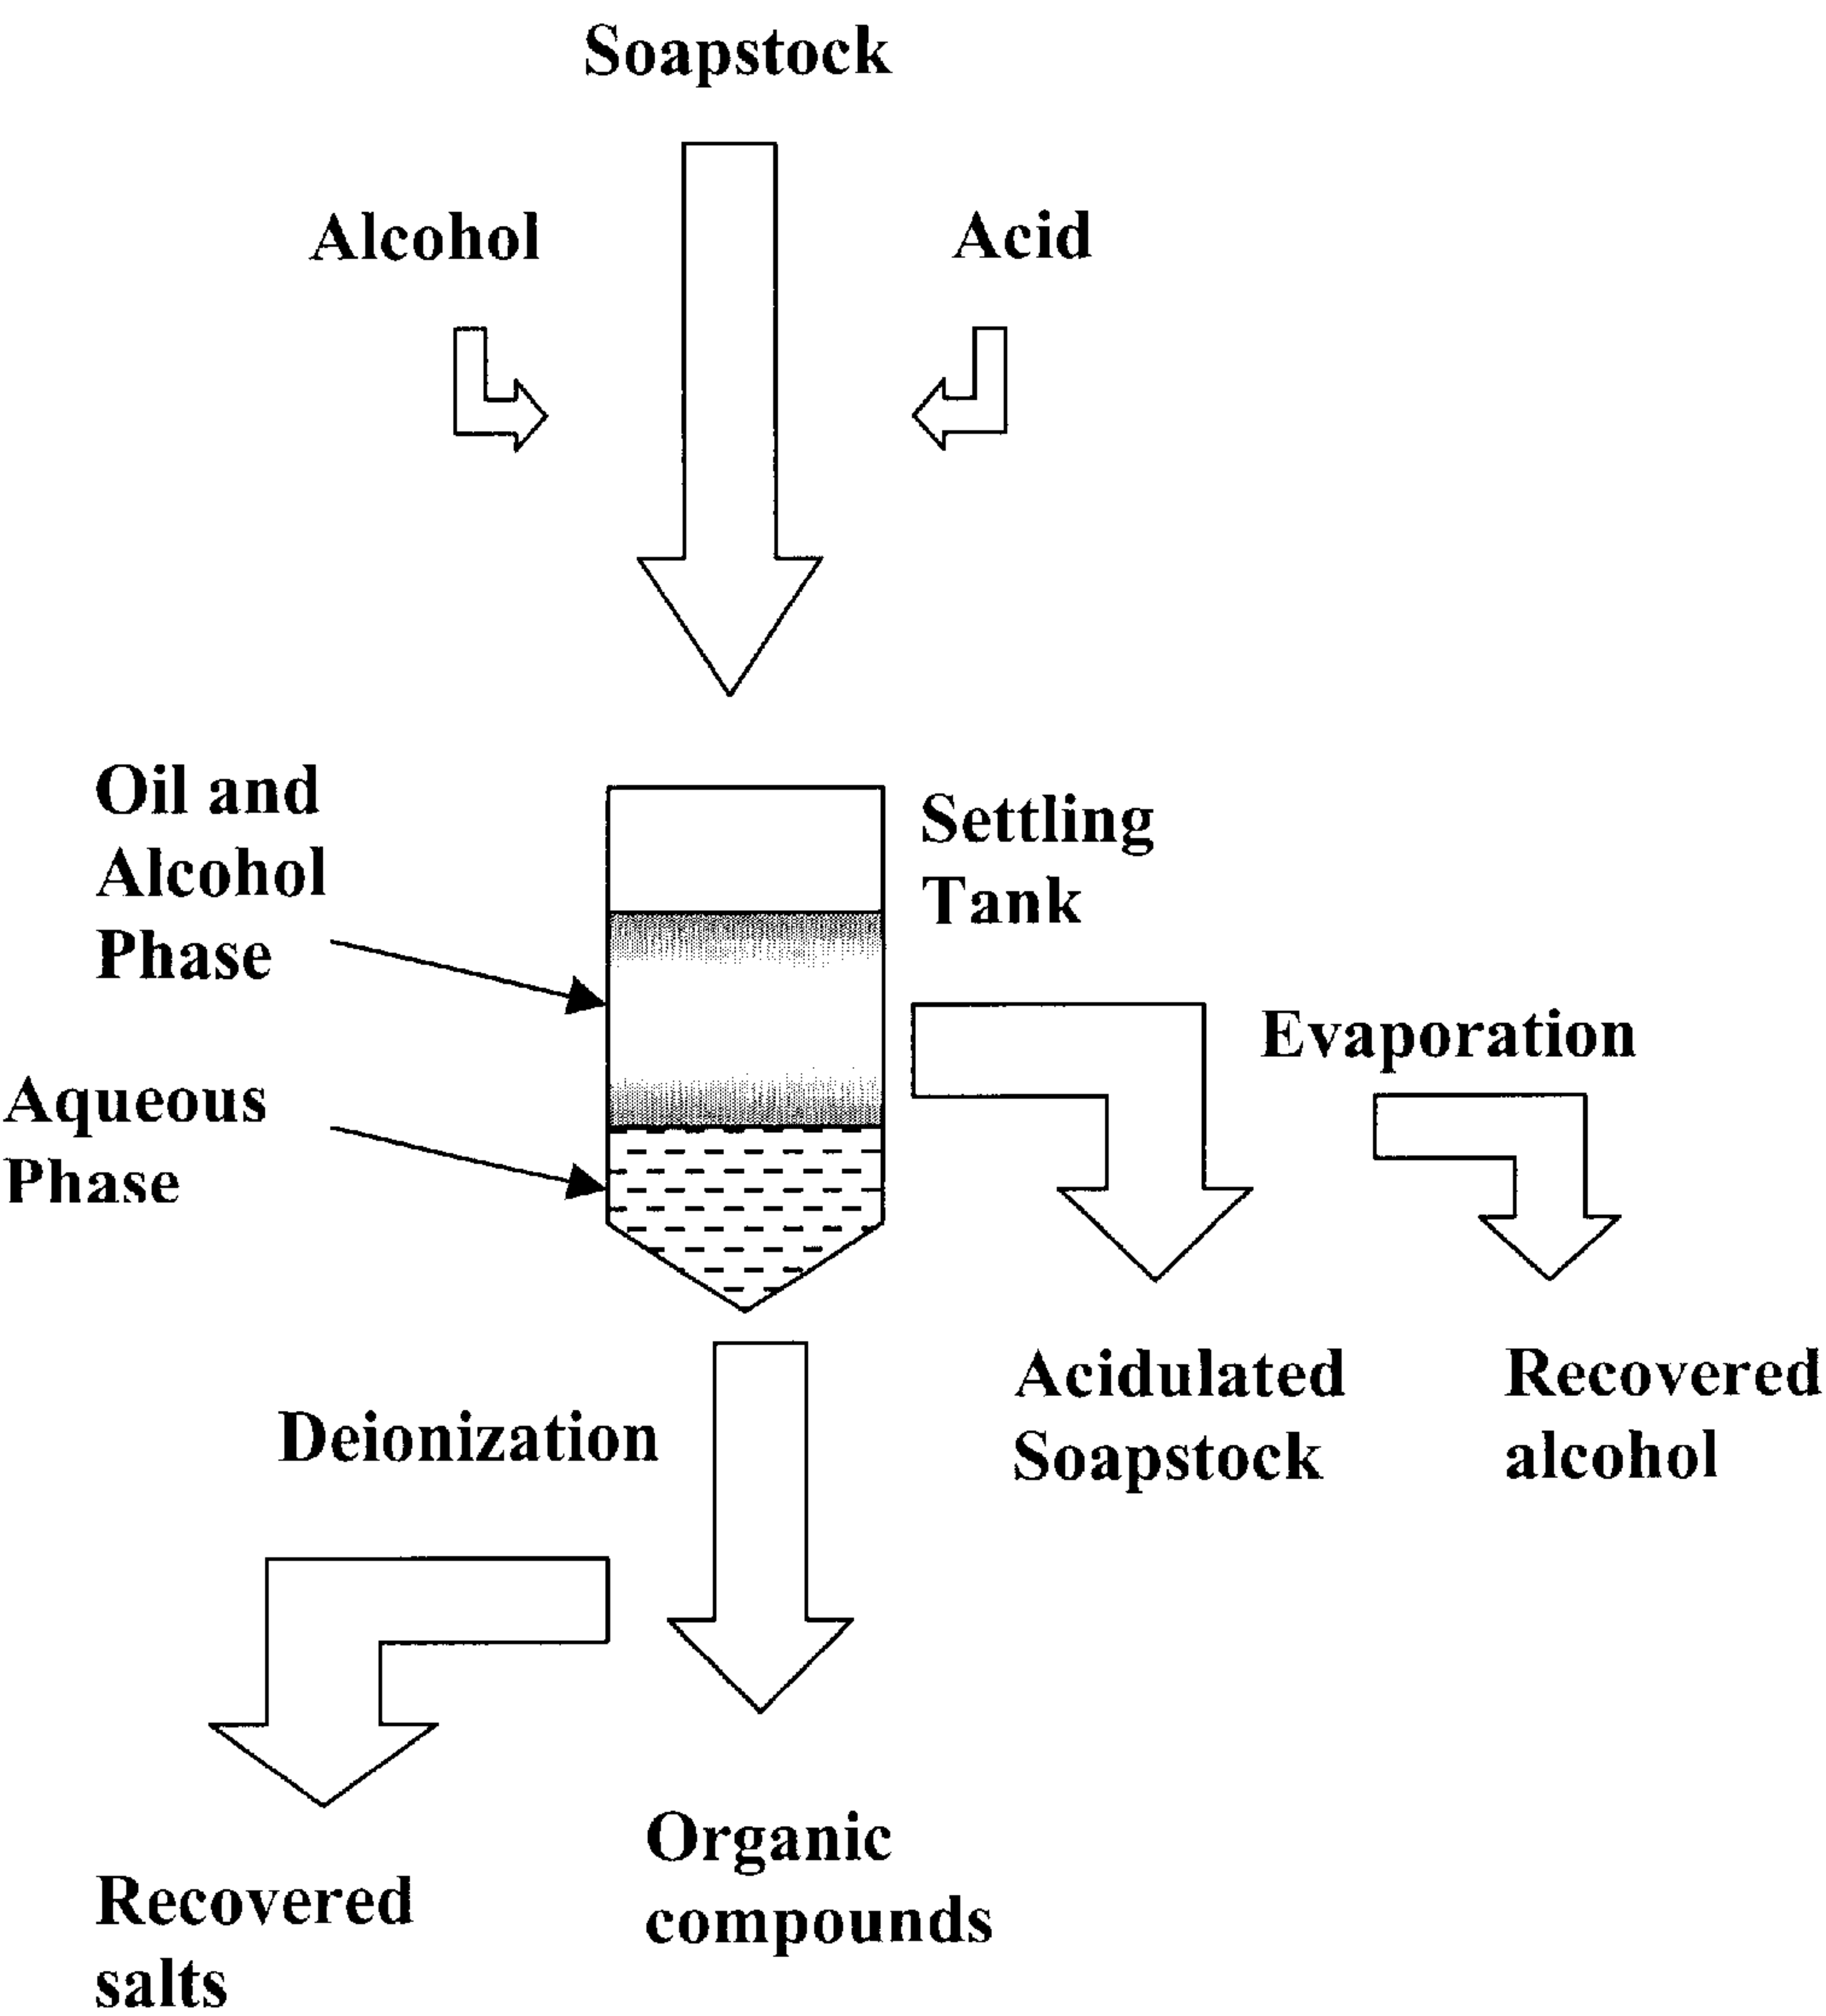 Soapstock
Alcohol
Acid
Oil and
Alcohol
Phase
Settling
Tank
Aqueous
Phase
Evaporation
Acidulated
Soapstock
Recovered
alcohol
Deionization
Organic
compounds
Recovered
salts